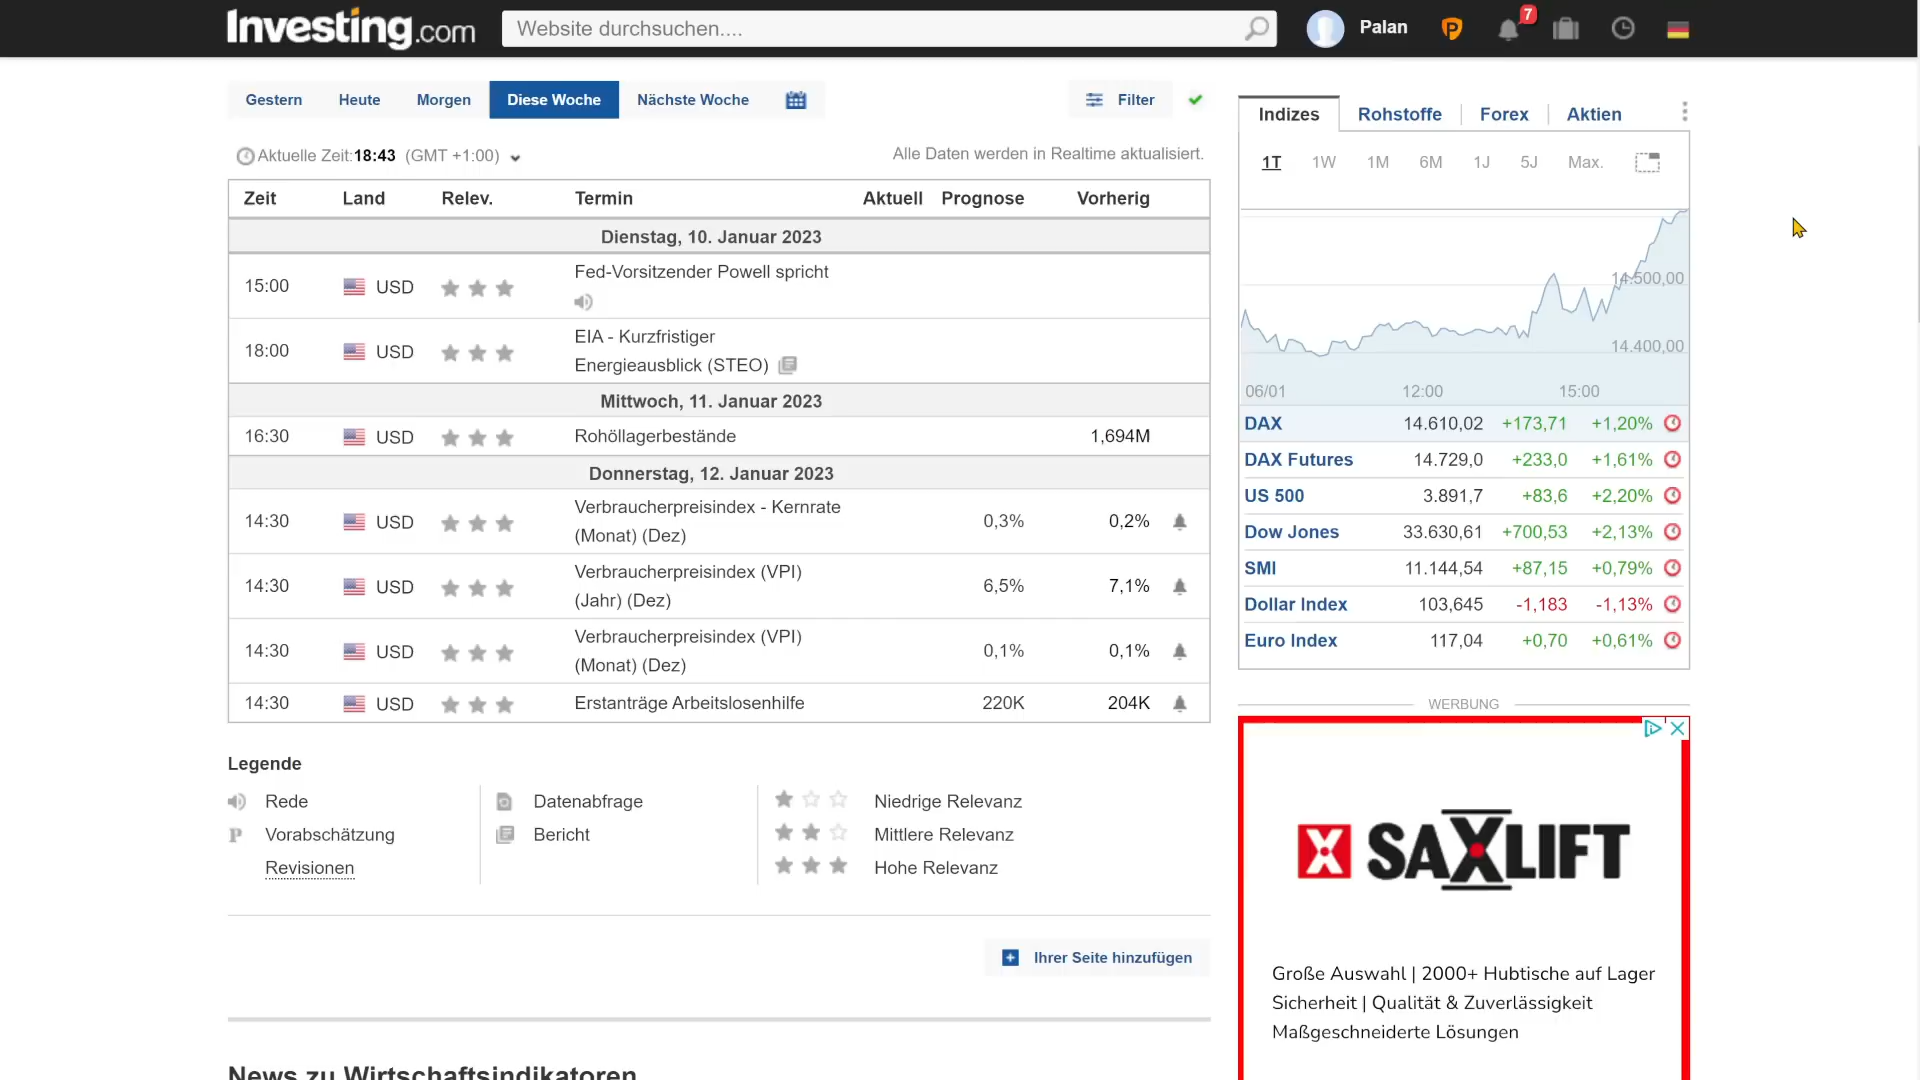 Investing.com
Website durchsuchen....
Palan
7
Gestern
Heute
Morgen
Diese Woche
Nächste Woche
Filter
Aktuelle Zeit:18:43 (GMT +1:00)
Alle Daten werden in Realtime aktualisiert.
Zeit Land Relev. Termin Aktuell Prognose Vorherig
Dienstag, 10. Januar 2023
15:00 USD Fed-Vorsitzender Powell spricht
18:00 USD EIA - Kurzfristiger
Energieausblick (STEO)
Mittwoch, 11. Januar 2023
16:30 USD Rohöllagerbestände 1,694M
Donnerstag, 12. Januar 2023
14:30 USD Verbraucherpreisindex - Kernrate
(Monat) (Dez) 0,3% 0,2%
14:30 USD Verbraucherpreisindex (VPI)
(Jahr) (Dez) 6,5% 7,1%
14:30 USD Verbraucherpreisindex (VPI)
(Monat) (Dez) 0,1% 0,1%
14:30 USD Erstanträge Arbeitslosenhilfe 220K 204K
Legende
Rede
P Vorabschätzung
Revisionen
Datenabfrage
Bericht
Niedrige Relevanz
Mittlere Relevanz
Hohe Relevanz
Ihrer Seite hinzufügen
News zu Wirtschaftsindikatoren
Indizes Rohstoffe Forex Aktien
1T 1W 1M 6M 1J 5J Max.
14.500,00
14.400,00
06/01 12:00 15:00
DAX 14.610,02 +173,71 +1,20%
DAX Futures 14.729,0 +233,0 +1,61%
US 500 3.891,7 +83,6 +2,20%
Dow Jones 33.630,61 +700,53 +2,13%
SMI 11.144,54 +87,15 +0,79%
Dollar Index 103,645 -1,183 -1,13%
Euro Index 117,04 +0,70 +0,61%
WERBUNG
SAXLIFT
Große Auswahl | 2000+ Hubtische auf Lager
Sicherheit | Qualität & Zuverlässigkeit
Maßgeschneiderte Lösungen